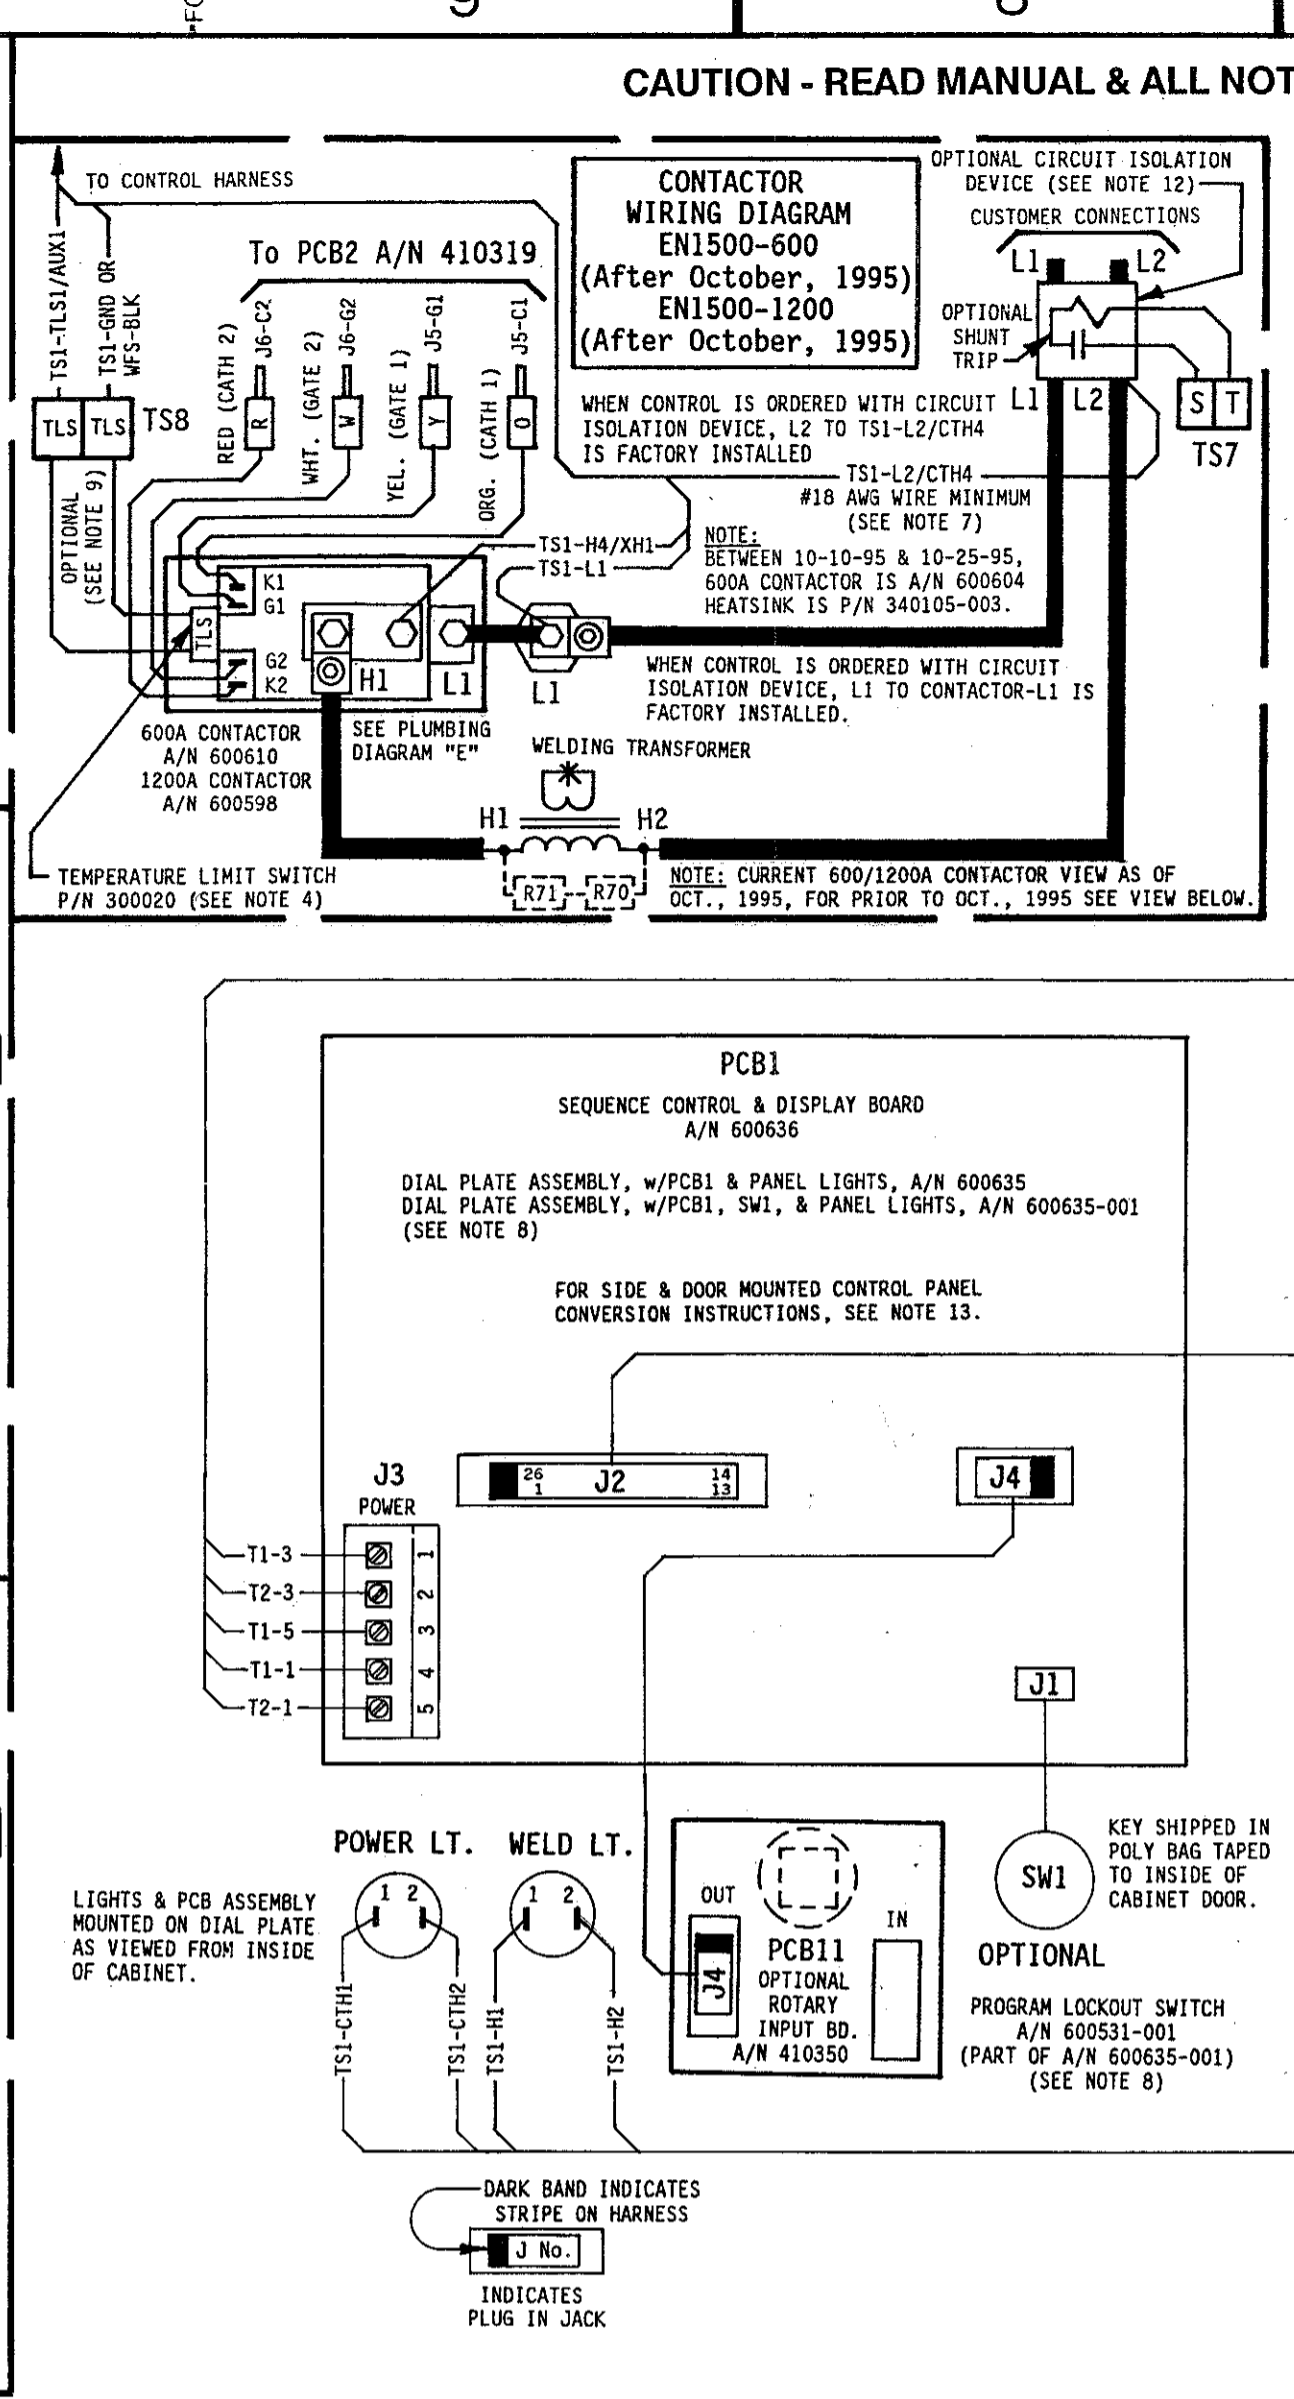 CAUTION - READ MANUAL & ALL NOT
TO CONTROL HARNESS
CONTACTOR
WIRING DIAGRAM
EN1500-600
(After October, 1995)
EN1500-1200
(After October, 1995)
OPTIONAL CIRCUIT ISOLATION
DEVICE (SEE NOTE 12)
CUSTOMER CONNECTIONS
L1
L2
To PCB2 A/N 410319
TS1-TLS1/AUX1
TS1-GND OR
WFS-BLK
RED (CATH 2)
J6-C2
R
WHT. (GATE 2)
J6-G2
W
YEL. (GATE 1)
J5-G1
Y
ORG. (CATH 1)
J5-C1
O
OPTIONAL
SHUNT
TRIP
TLS
TLS
TS8
WHEN CONTROL IS ORDERED WITH CIRCUIT
ISOLATION DEVICE, L2 TO TS1-L2/CTH4
IS FACTORY INSTALLED
L1
L2
S
T
TS7
TS1-L2/CTH4
#18 AWG WIRE MINIMUM
(SEE NOTE 7)
OPTIONAL
(SEE NOTE 9)
TS1-H4/XH1
TS1-L1
NOTE:
BETWEEN 10-10-95 & 10-25-95,
600A CONTACTOR IS A/N 600604
HEATSINK IS P/N 340105-003.
K1
G1
TLS
G2
K2
H1
L1
L1
WHEN CONTROL IS ORDERED WITH CIRCUIT
ISOLATION DEVICE, L1 TO CONTACTOR-L1 IS
FACTORY INSTALLED.
600A CONTACTOR
A/N 600610
1200A CONTACTOR
A/N 600598
SEE PLUMBING
DIAGRAM "E"
WELDING TRANSFORMER
H1
H2
R71
R70
TEMPERATURE LIMIT SWITCH
P/N 300020 (SEE NOTE 4)
NOTE: CURRENT 600/1200A CONTACTOR VIEW AS OF
OCT., 1995, FOR PRIOR TO OCT., 1995 SEE VIEW BELOW.
PCB1
SEQUENCE CONTROL & DISPLAY BOARD
A/N 600636
DIAL PLATE ASSEMBLY, w/PCB1 & PANEL LIGHTS, A/N 600635
DIAL PLATE ASSEMBLY, w/PCB1, SW1, & PANEL LIGHTS, A/N 600635-001
(SEE NOTE 8)
FOR SIDE & DOOR MOUNTED CONTROL PANEL
CONVERSION INSTRUCTIONS, SEE NOTE 13.
J3
POWER
26
1
J2
14
13
J4
T1-3
1
T2-3
2
T1-5
3
T1-1
4
T2-1
5
J1
POWER LT.
WELD LT.
1 2
1 2
LIGHTS & PCB ASSEMBLY
MOUNTED ON DIAL PLATE
AS VIEWED FROM INSIDE
OF CABINET.
TS1-CTH1
TS1-CTH2
TS1-H1
TS1-H2
OUT
IN
J4
PCB11
OPTIONAL
ROTARY
INPUT BD.
A/N 410350
SW1
KEY SHIPPED IN
POLY BAG TAPED
TO INSIDE OF
CABINET DOOR.
OPTIONAL
PROGRAM LOCKOUT SWITCH
A/N 600531-001
(PART OF A/N 600635-001)
(SEE NOTE 8)
DARK BAND INDICATES
STRIPE ON HARNESS
J No.
INDICATES
PLUG IN JACK